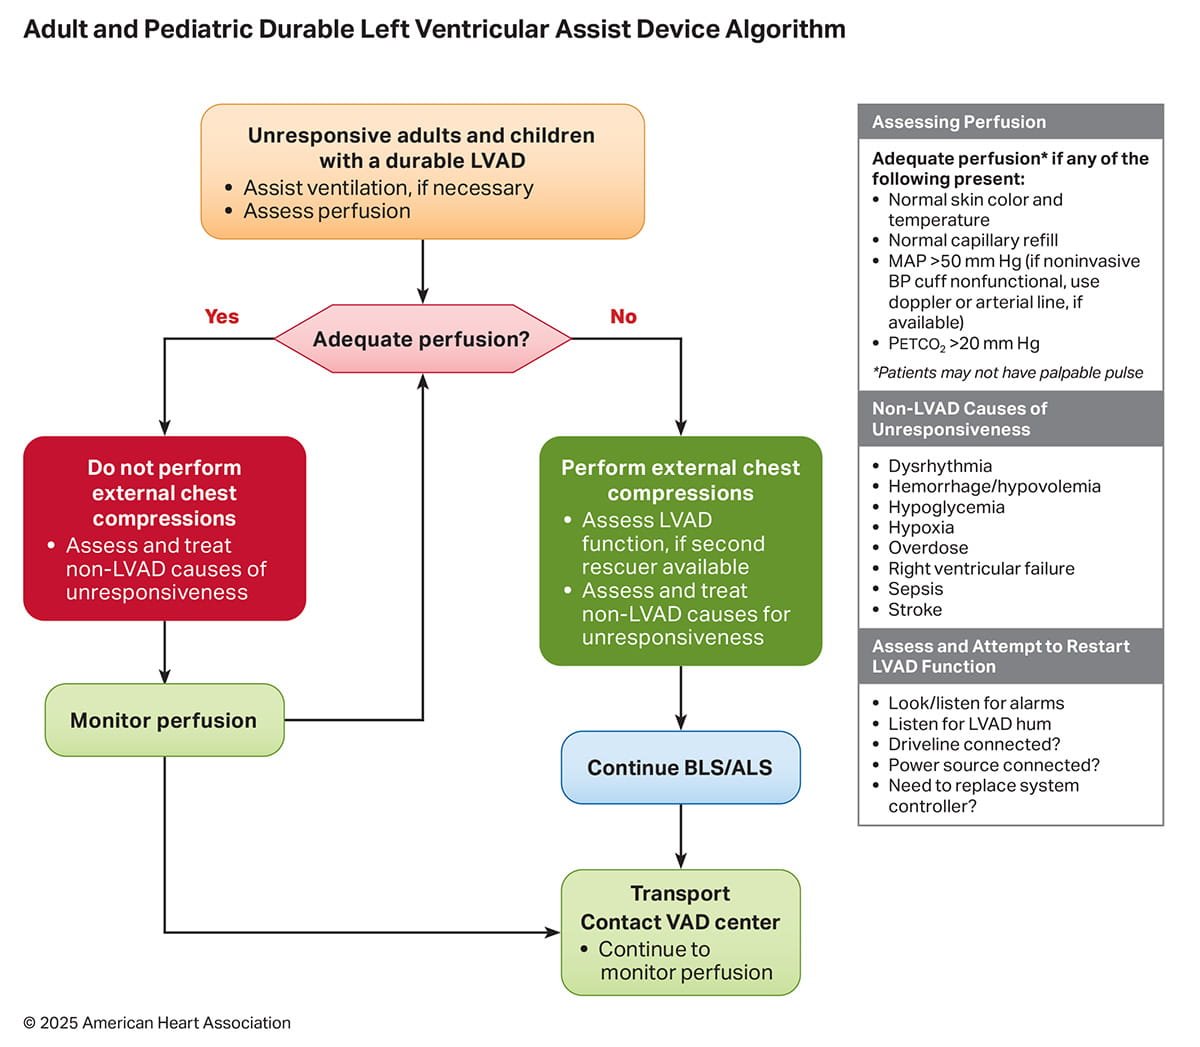 Adult and Pediatric Durable Left Ventricular Assist Device Algorithm
Unresponsive adults and children
with a durable LVAD
• Assist ventilation, if necessary
• Assess perfusion
Adequate perfusion?
Yes
No
Do not perform
external chest
compressions
• Assess and treat
non-LVAD causes of
unresponsiveness
Monitor perfusion
Perform external chest
compressions
• Assess LVAD
function, if second
rescuer available
• Assess and treat
non-LVAD causes for
unresponsiveness
Continue BLS/ALS
Transport
Contact VAD center
• Continue to
monitor perfusion
Assessing Perfusion
Adequate perfusion* if any of the
following present:
• Normal skin color and
temperature
• Normal capillary refill
• MAP >50 mm Hg (if noninvasive
BP cuff nonfunctional, use
doppler or arterial line, if
available)
• PETCO₂ >20 mm Hg
*Patients may not have palpable pulse
Non-LVAD Causes of
Unresponsiveness
• Dysrhythmia
• Hemorrhage/hypovolemia
• Hypoglycemia
• Hypoxia
• Overdose
• Right ventricular failure
• Sepsis
• Stroke
Assess and Attempt to Restart
LVAD Function
• Look/listen for alarms
• Listen for LVAD hum
• Driveline connected?
• Power source connected?
• Need to replace system
controller?
© 2025 American Heart Association